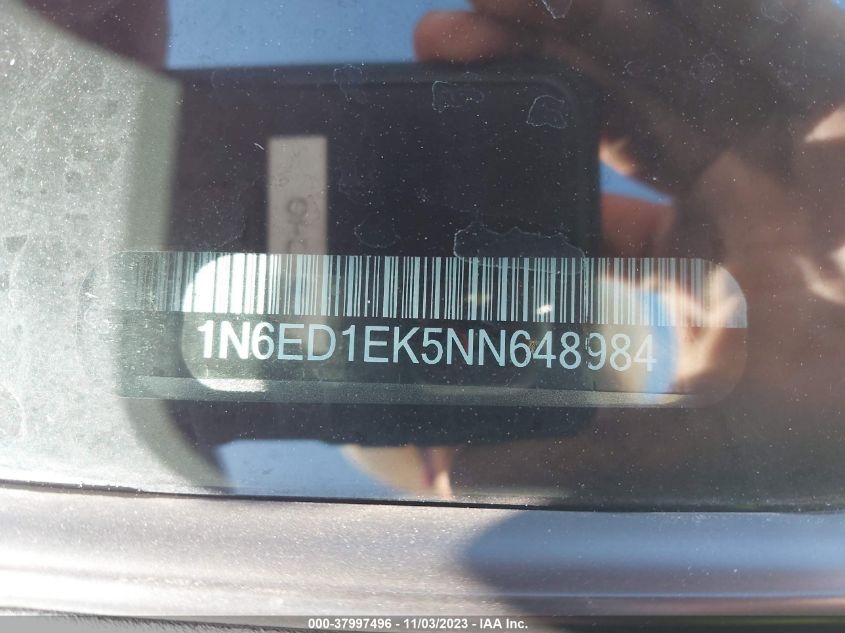 1N6ED1EK5NN648984
000-37997496 - 11/03/2023 - IAA Inc.